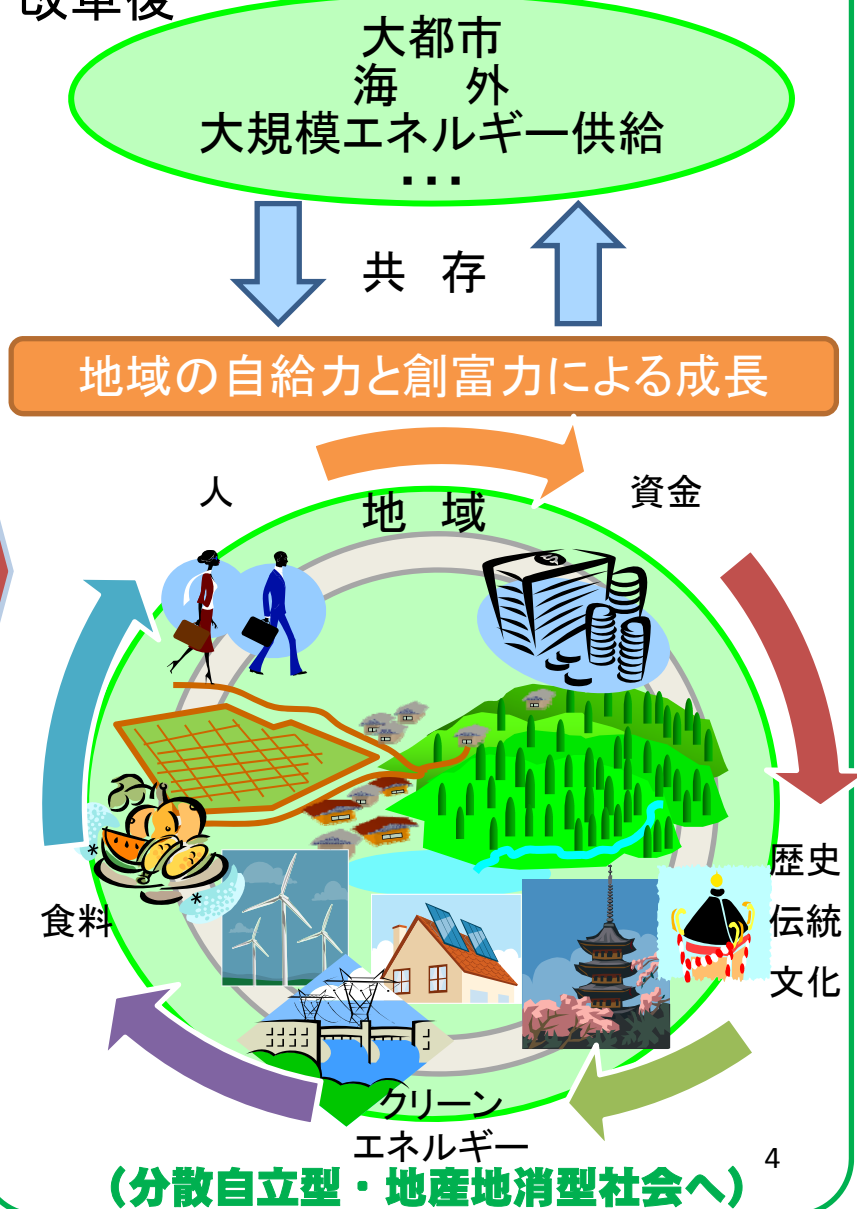 改革後
大都市
海　外
大規模エネルギー供給
・・・
共 存
地域の自給力と創富力による成長
人
資金
地 域
歴史
伝統
文化
食料
クリーン
エネルギー
4
(分散自立型・地産地消型社会へ)